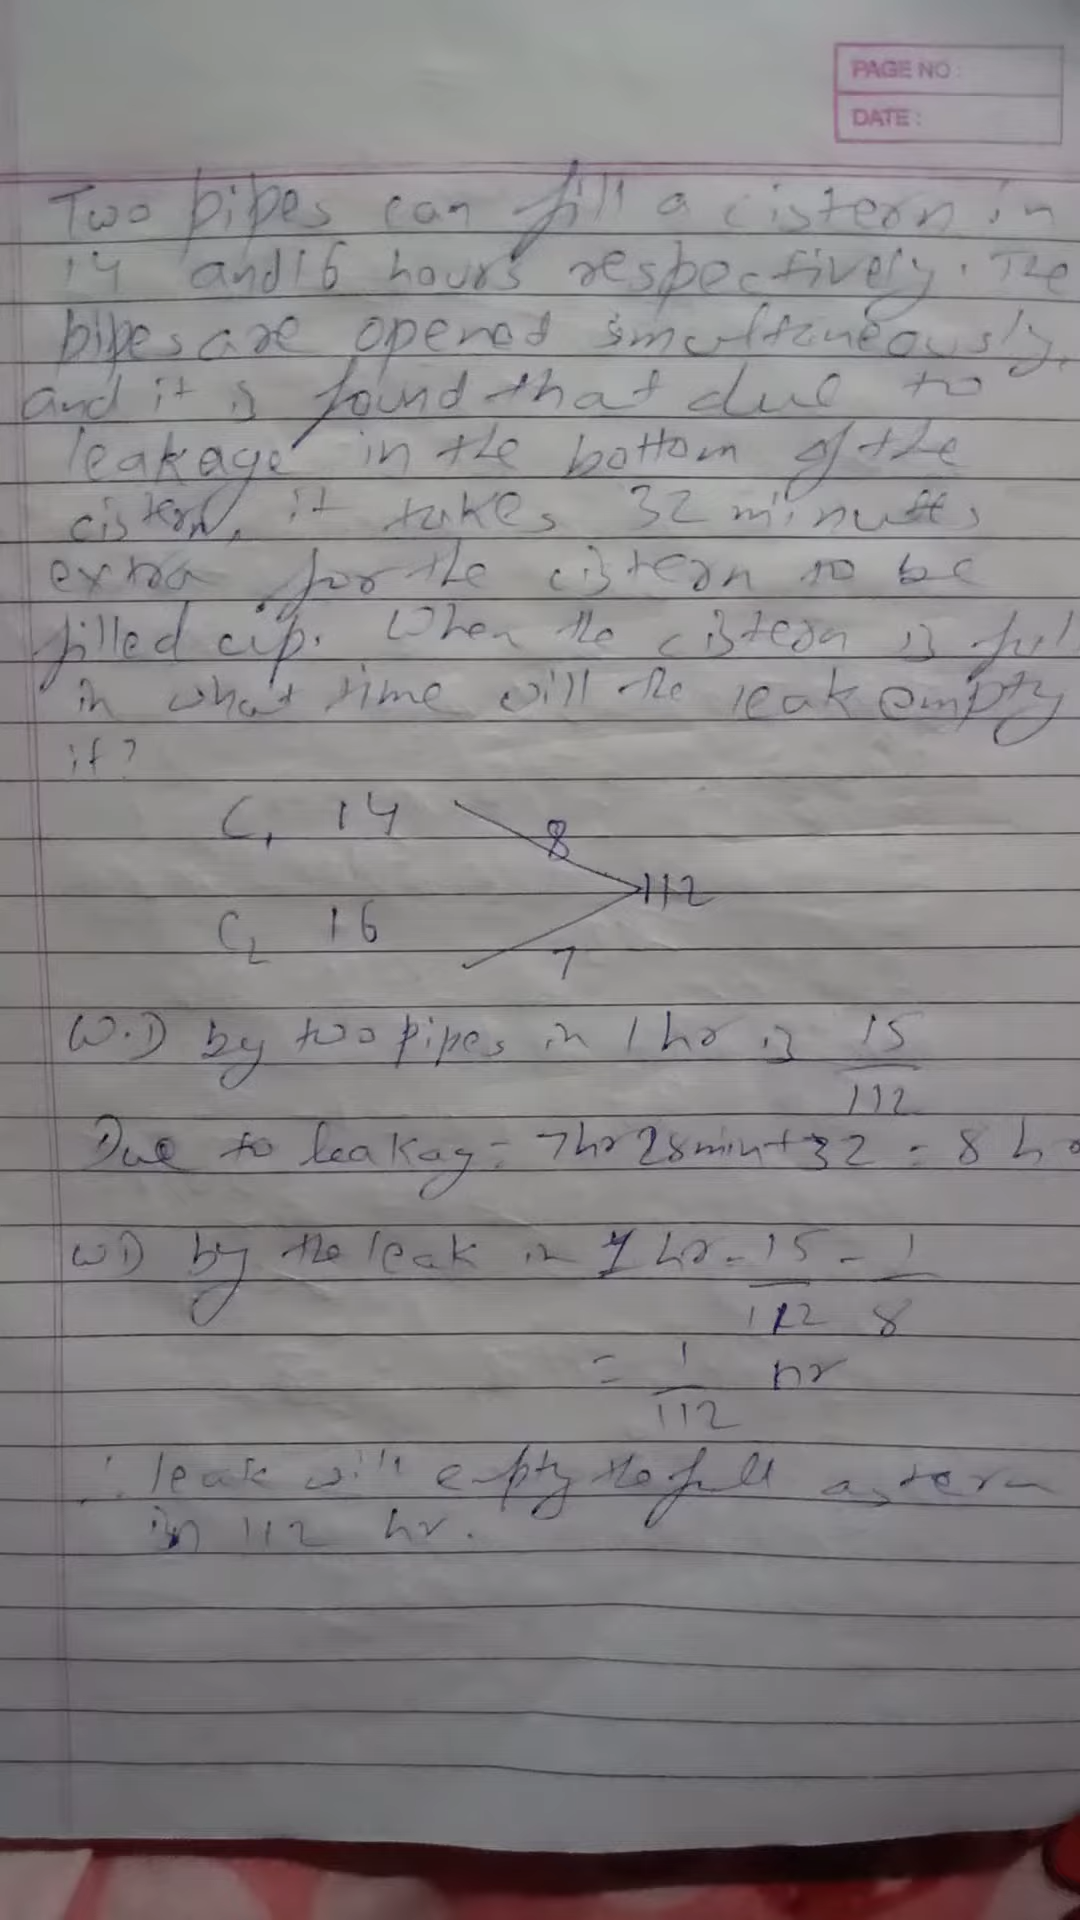 PAGE NO :
DATE :
Two pipes can fill a cistern in
14 and 16 hours respectively. The
pipes are opened simultaneously,
and it is found that due to
leakage in the bottom of the
cistern, it takes 32 minutes
extra for the cistern to be
filled up. When the cistern is full
in what time will the leak empty
it?
C₁ 14
8
112
C₂ 16
7
W.D by two pipes in 1 hr is 15/112
Due to leakag = 7hr 28min + 32 = 8 hr
WD by the leak in 1 hr - 15/112 - 1/8
= 1/112 hr
∴ leak will empty the full
in 112 hr.